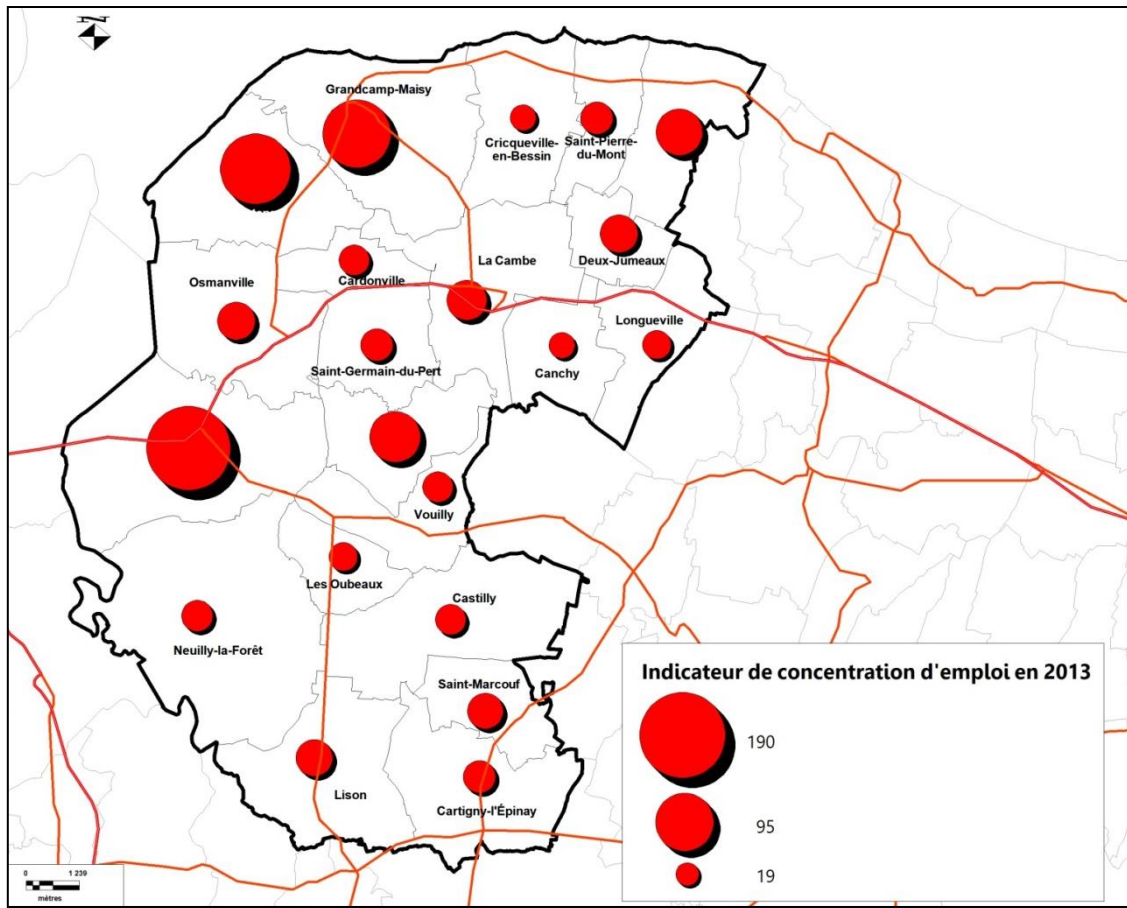 N
Grandcamp-Maisy
Cricqueville-
en-Bessin
Saint-Pierre-
du-Mont
Osmanville
Cardonville
La Cambe
Deux-Jumeaux
Longueville
Saint-Germain-du-Pert
Canchy
Vouilly
Les Oubeaux
Castilly
Neuilly-la-Forêt
Saint-Marcouf
Lison
Cartigny-l'Épinay
Indicateur de concentration d'emploi en 2013
190
95
19
0 1 239
mètres